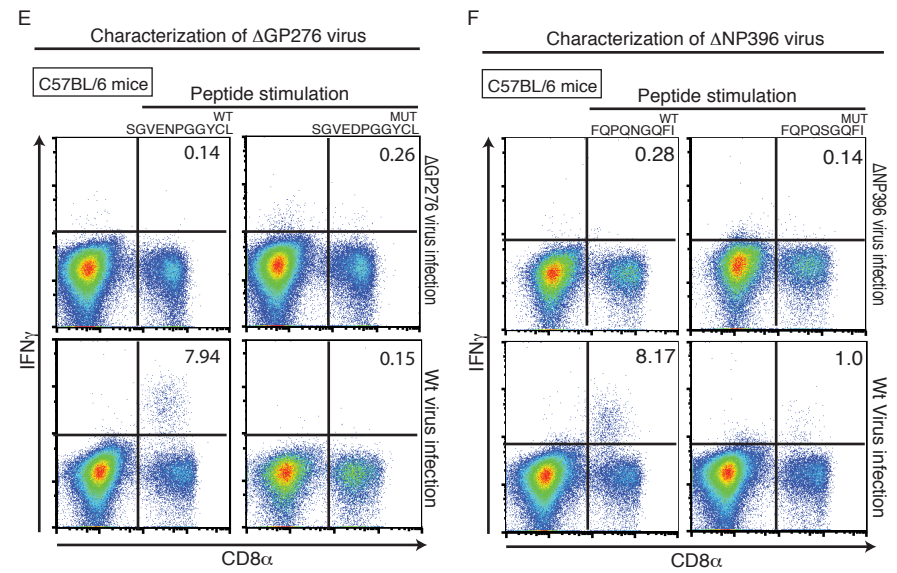 E
Characterization of ΔGP276 virus
C57BL/6 mice
Peptide stimulation
WT
SGVENPGGYCL
MUT
SGVEDPGGYCL
0.14
0.26
ΔGP276 virus infection
7.94
0.15
Wt virus infection
IFNγ
CD8α
F
Characterization of ΔNP396 virus
C57BL/6 mice
Peptide stimulation
WT
FQPQNGQFI
MUT
FQPQSGQFI
0.28
0.14
ΔNP396 virus infection
8.17
1.0
Wt Virus infection
IFNγ
CD8α